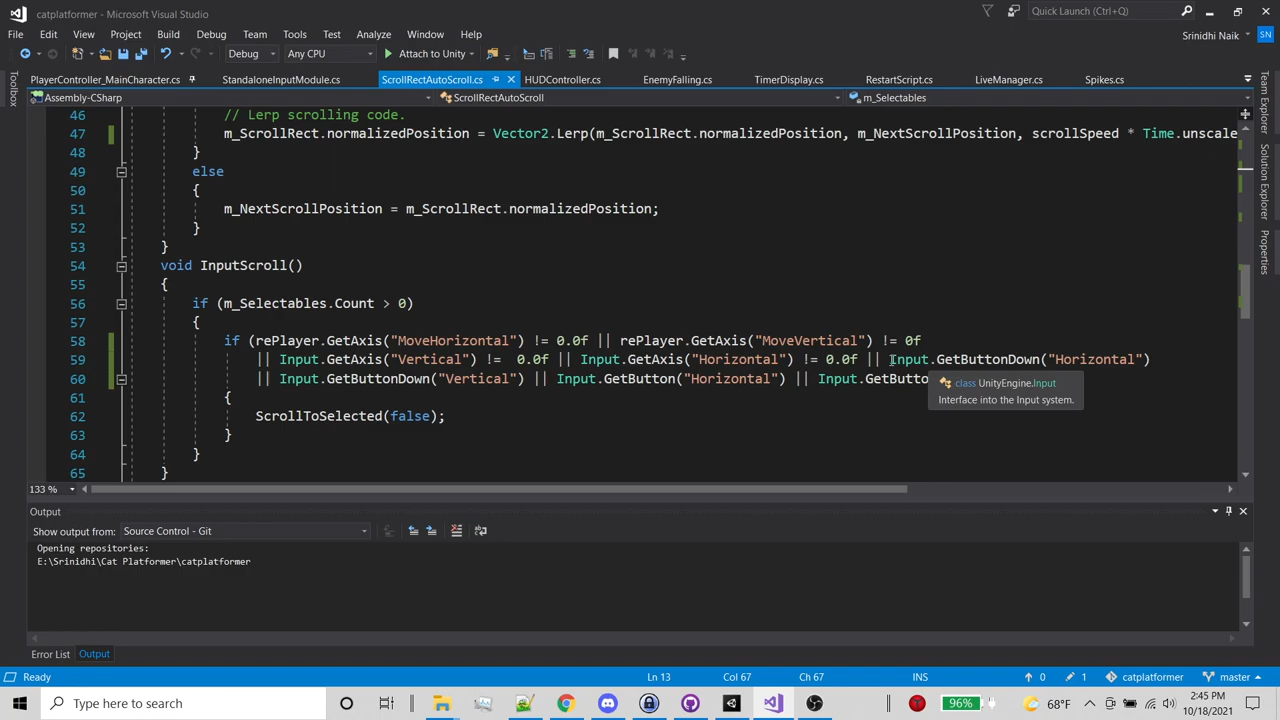 catplatformer - Microsoft Visual Studio
Quick Launch (Ctrl+Q)
File Edit View Project Build Debug Team Tools Test Analyze Window Help
Srinidhi Naik SN
Debug Any CPU Attach to Unity
PlayerController_MainCharacter.cs StandaloneInputModule.cs ScrollRectAutoScroll.cs HUDController.cs EnemyFalling.cs TimerDisplay.cs RestartScript.cs LiveManager.cs Spikes.cs
Assembly-CSharp ScrollRectAutoScroll m_Selectables
Toolbox
Team Explorer
Solution Explorer
Properties
46 // Lerp scrolling code.
47 m_ScrollRect.normalizedPosition = Vector2.Lerp(m_ScrollRect.normalizedPosition, m_NextScrollPosition, scrollSpeed * Time.unscale
48 }
49 else
50 {
51 m_NextScrollPosition = m_ScrollRect.normalizedPosition;
52 }
53 }
54 void InputScroll()
55 {
56 if (m_Selectables.Count > 0)
57 {
58 if (rePlayer.GetAxis("MoveHorizontal") != 0.0f || rePlayer.GetAxis("MoveVertical") != 0f
59 || Input.GetAxis("Vertical") != 0.0f || Input.GetAxis("Horizontal") != 0.0f || Input.GetButtonDown("Horizontal")
60 || Input.GetButtonDown("Vertical") || Input.GetButton("Horizontal") || Input.GetButto
class UnityEngine.Input
Interface into the Input system.
61 {
62 ScrollToSelected(false);
63 }
64 }
65 }
133 %
Output
Show output from: Source Control - Git
Opening repositories:
E:\Srinidhi\Cat Platformer\catplatformer
Error List Output
Ready Ln 13 Col 67 Ch 67 INS 0 1 catplatformer master
Type here to search
96% 68°F
2:45 PM
10/18/2021